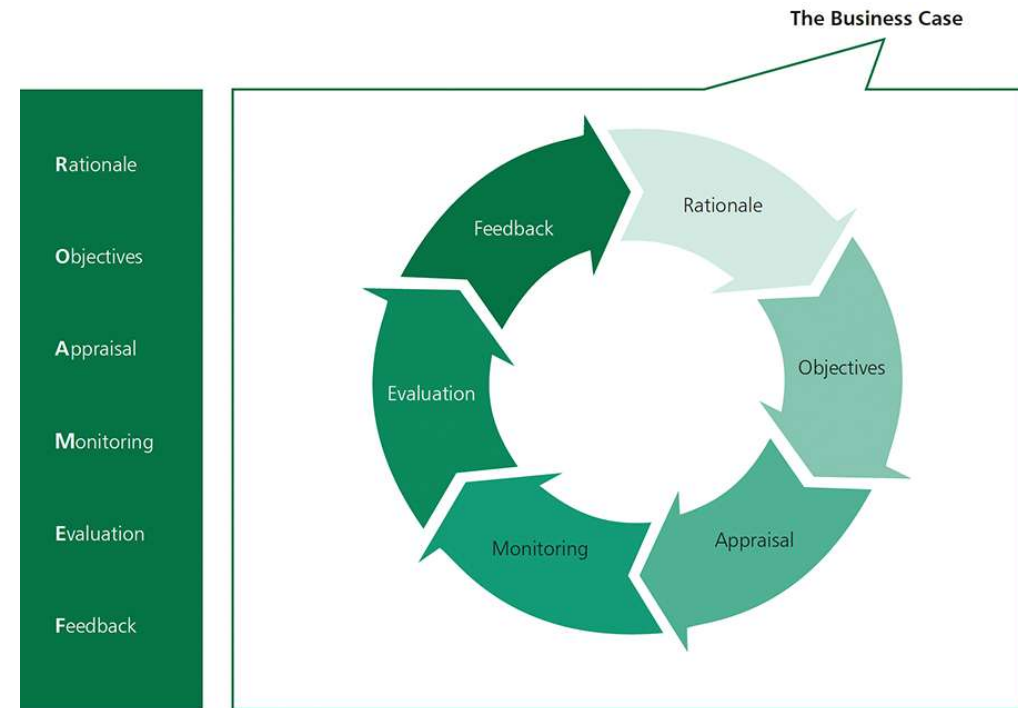 The Business Case
Rationale
Objectives
Appraisal
Monitoring
Evaluation
Feedback
Rationale
Objectives
Appraisal
Monitoring
Evaluation
Feedback